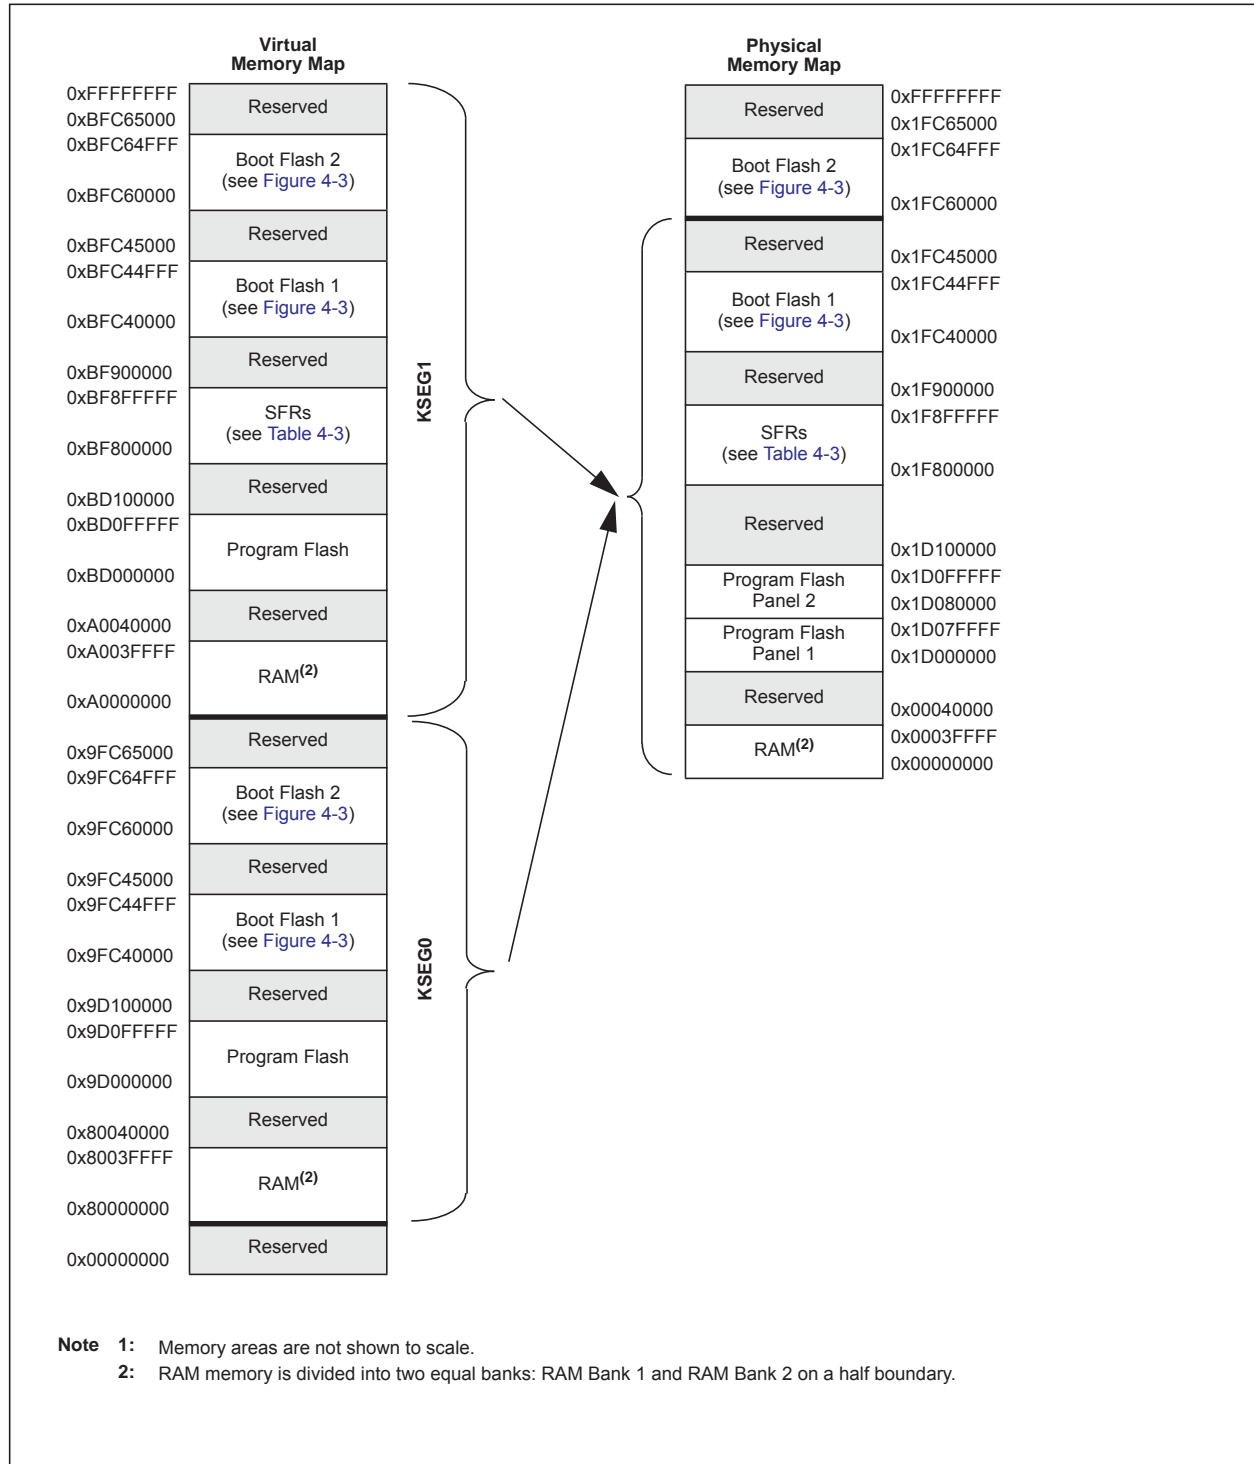 Virtual
Memory Map
0xFFFFFFFF
Reserved
0xBFC65000
0xBFC64FFF
Boot Flash 2
(see Figure 4-3)
0xBFC60000
Reserved
0xBFC45000
0xBFC44FFF
Boot Flash 1
(see Figure 4-3)
0xBFC40000
Reserved
0xBF900000
0xBF8FFFFF
SFRs
(see Table 4-3)
0xBF800000
Reserved
0xBD100000
0xBD0FFFFF
Program Flash
0xBD000000
Reserved
0xA0040000
0xA003FFFF
RAM(2)
0xA0000000
KSEG1
Reserved
0x9FC65000
0x9FC64FFF
Boot Flash 2
(see Figure 4-3)
0x9FC60000
Reserved
0x9FC45000
0x9FC44FFF
Boot Flash 1
(see Figure 4-3)
0x9FC40000
Reserved
0x9D100000
0x9D0FFFFF
Program Flash
0x9D000000
Reserved
0x80040000
0x8003FFFF
RAM(2)
0x80000000
KSEG0
Reserved
0x00000000
Physical
Memory Map
0xFFFFFFFF
Reserved
0x1FC65000
0x1FC64FFF
Boot Flash 2
(see Figure 4-3)
0x1FC60000
Reserved
0x1FC45000
0x1FC44FFF
Boot Flash 1
(see Figure 4-3)
0x1FC40000
Reserved
0x1F900000
0x1F8FFFFF
SFRs
(see Table 4-3)
0x1F800000
Reserved
0x1D100000
0x1D0FFFFF
Program Flash
Panel 2
0x1D080000
0x1D07FFFF
Program Flash
Panel 1
0x1D000000
Reserved
0x00040000
0x0003FFFF
RAM(2)
0x00000000
Note 1: Memory areas are not shown to scale.
2: RAM memory is divided into two equal banks: RAM Bank 1 and RAM Bank 2 on a half boundary.